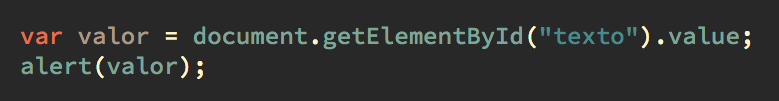 var valor = document.getElementById("texto").value;
alert(valor);